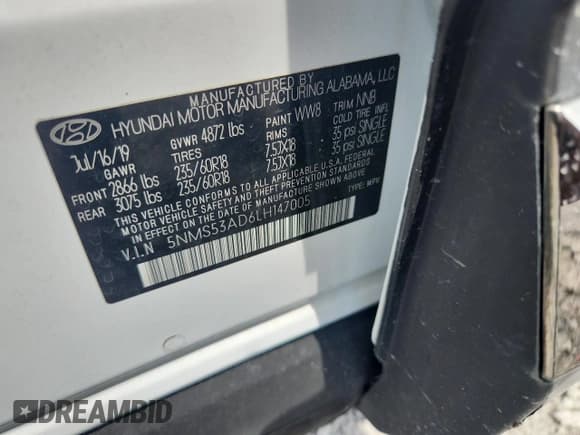 MANUFACTURED BY
HYUNDAI MOTOR MANUFACTURING ALABAMA, LLC
Jul/16/19 GVWR 4872 lbs PAINT WW8 TRIM NNB
GAWR TIRES RIMS COLD TIRE INFL.
FRONT 2866 lbs 235/60R18 7.5JX18 35 psi SINGLE
REAR 3075 lbs 235/60R18 7.5JX18 35 psi SINGLE
THIS VEHICLE CONFORMS TO ALL APPLICABLE U.S.A. FEDERAL
MOTOR VEHICLE SAFETY AND THEFT PREVENTION STANDARDS
IN EFFECT ON THE DATE OF MANUFACTURE SHOWN ABOVE.
V.I.N 5NMS53AD6LH147005 TYPE: MPV
DREAMBID